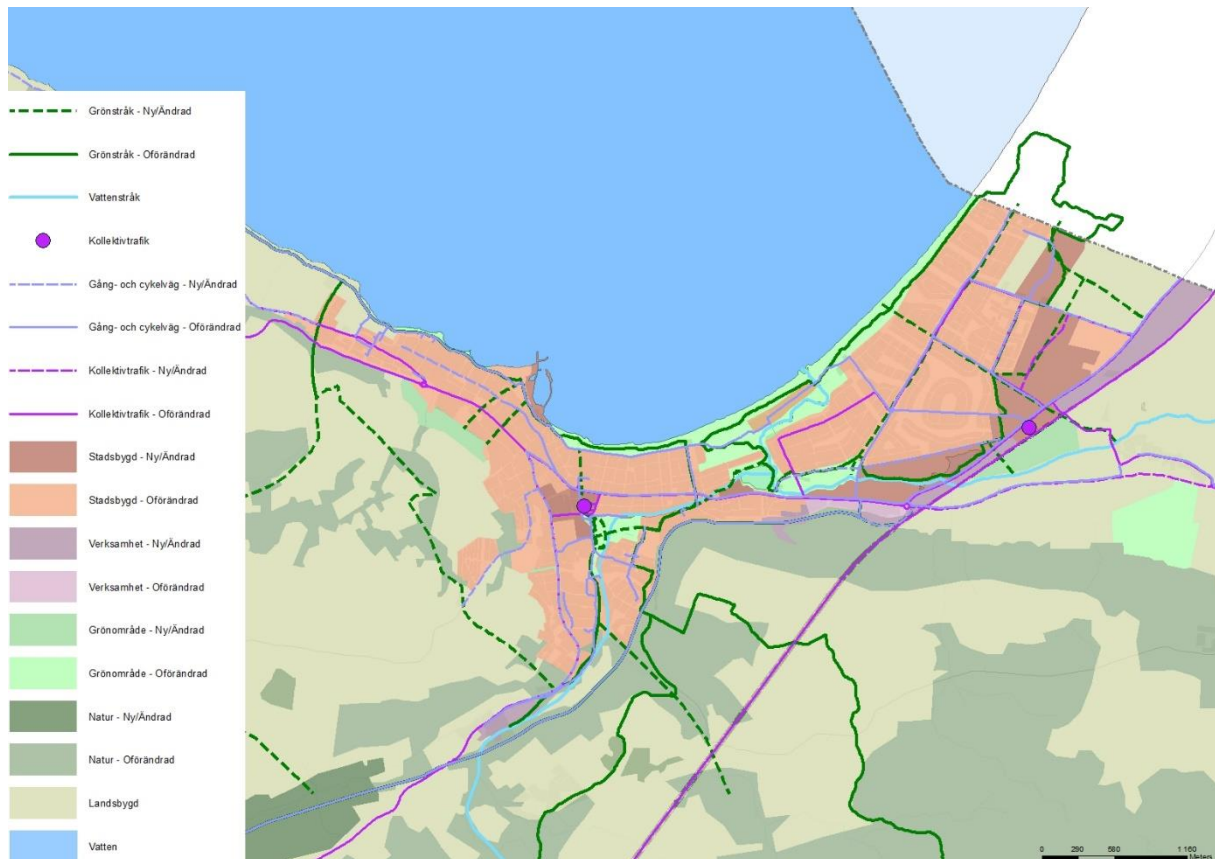 Grönstråk - Ny/Ändrad
Grönstråk - Oförändrad
Vattenstråk
Kollektivtrafik
Gång- och cykelväg - Ny/Ändrad
Gång- och cykelväg - Oförändrad
Kollektivtrafik - Ny/Ändrad
Kollektivtrafik - Oförändrad
Stadsbygd - Ny/Ändrad
Stadsbygd - Oförändrad
Verksamhet - Ny/Ändrad
Verksamhet - Oförändrad
Grönområde - Ny/Ändrad
Grönområde - Oförändrad
Natur - Ny/Ändrad
Natur - Oförändrad
Landsbygd
Vatten
0 290 580 1 160
Meters